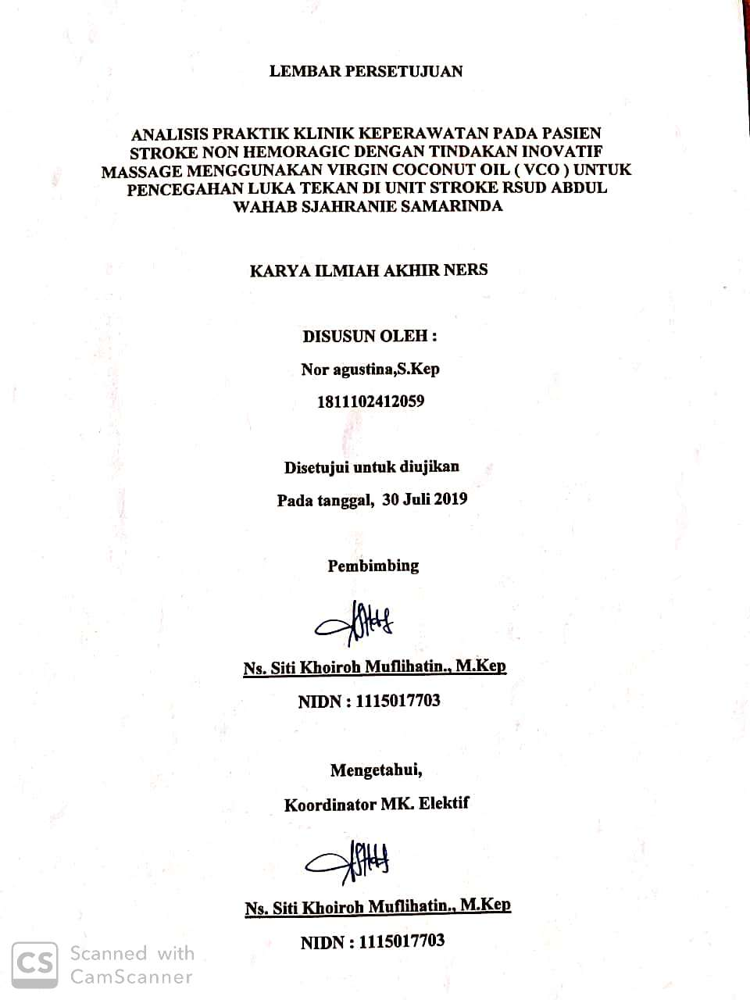 LEMBAR PERSETUJUAN
ANALISIS PRAKTIK KLINIK KEPERAWATAN PADA PASIEN
STROKE NON HEMORAGIC DENGAN TINDAKAN INOVATIF
MASSAGE MENGGUNAKAN VIRGIN COCONUT OIL ( VCO ) UNTUK
PENCEGAHAN LUKA TEKAN DI UNIT STROKE RSUD ABDUL
WAHAB SJAHRANIE SAMARINDA
KARYA ILMIAH AKHIR NERS
DISUSUN OLEH :
Nor agustina,S.Kep
1811102412059
Disetujui untuk diujikan
Pada tanggal, 30 Juli 2019
Pembimbing
Ns. Siti Khoiroh Muflihatin., M.Kep
NIDN : 1115017703
Mengetahui,
Koordinator MK. Elektif
Ns. Siti Khoiroh Muflihatin., M.Kep
NIDN : 1115017703
CS Scanned with
CamScanner